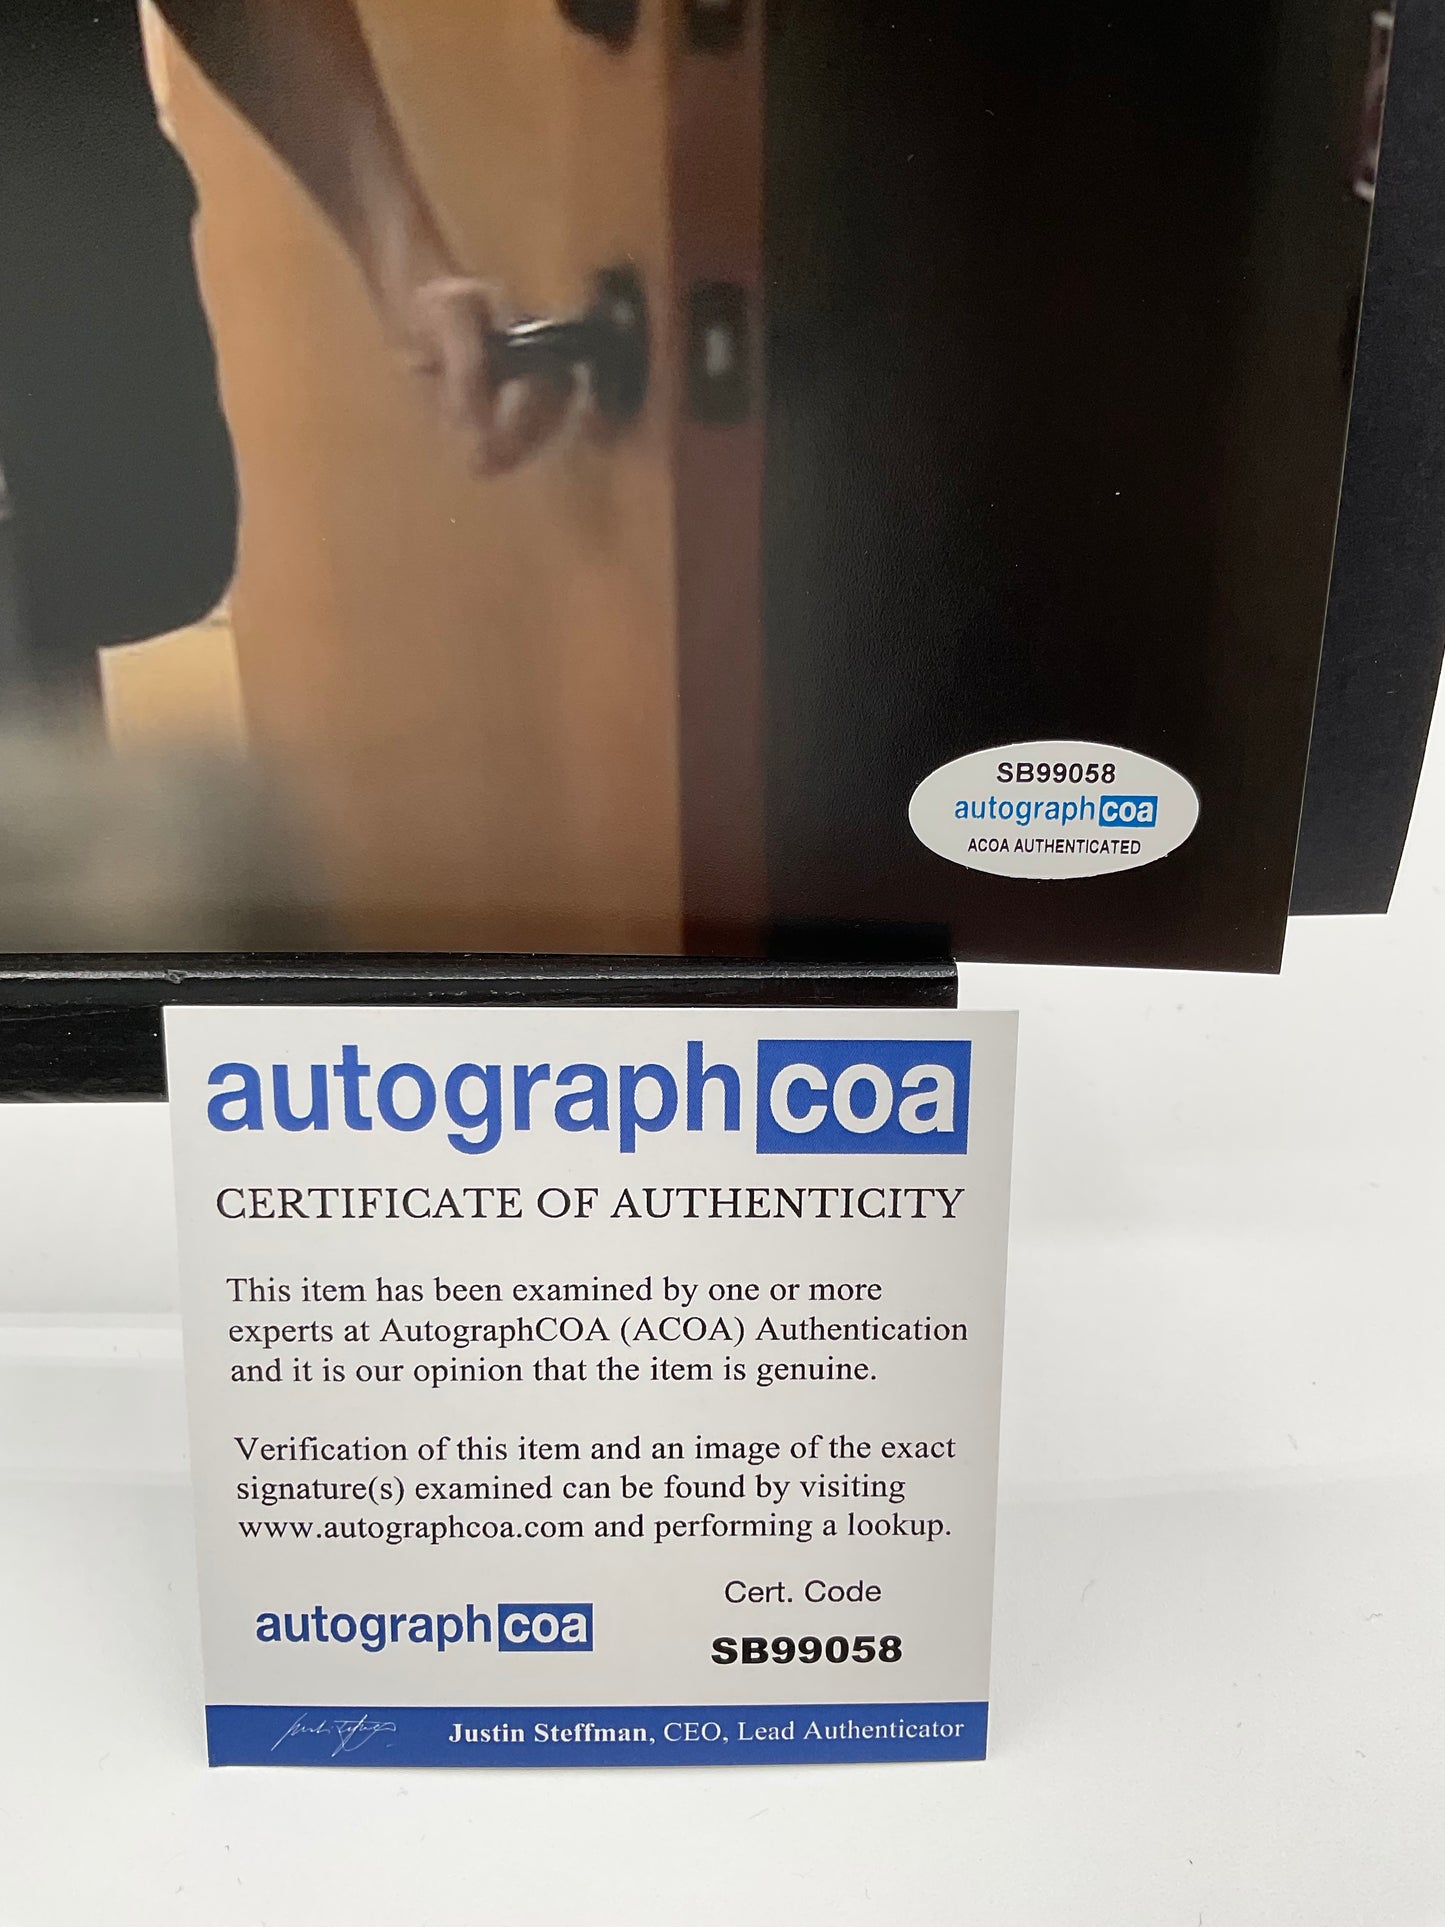 SB99058
autographcoa
ACOA AUTHENTICATED
autographcoa
CERTIFICATE OF AUTHENTICITY
This item has been examined by one or more
experts at AutographCOA (ACOA) Authentication
and it is our opinion that the item is genuine.
Verification of this item and an image of the exact
signature(s) examined can be found by visiting
www.autographcoa.com and performing a lookup.
Cert. Code
autographcoa
SB99058
Justin Steffman, CEO, Lead Authenticator